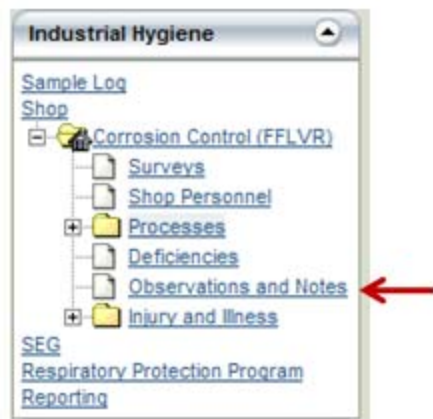 Industrial Hygiene
Sample Log
Shop
Corrosion Control (FFLVR)
Surveys
Shop Personnel
Processes
Deficiencies
Observations and Notes
Injury and Illness
SEG
Respiratory Protection Program
Reporting